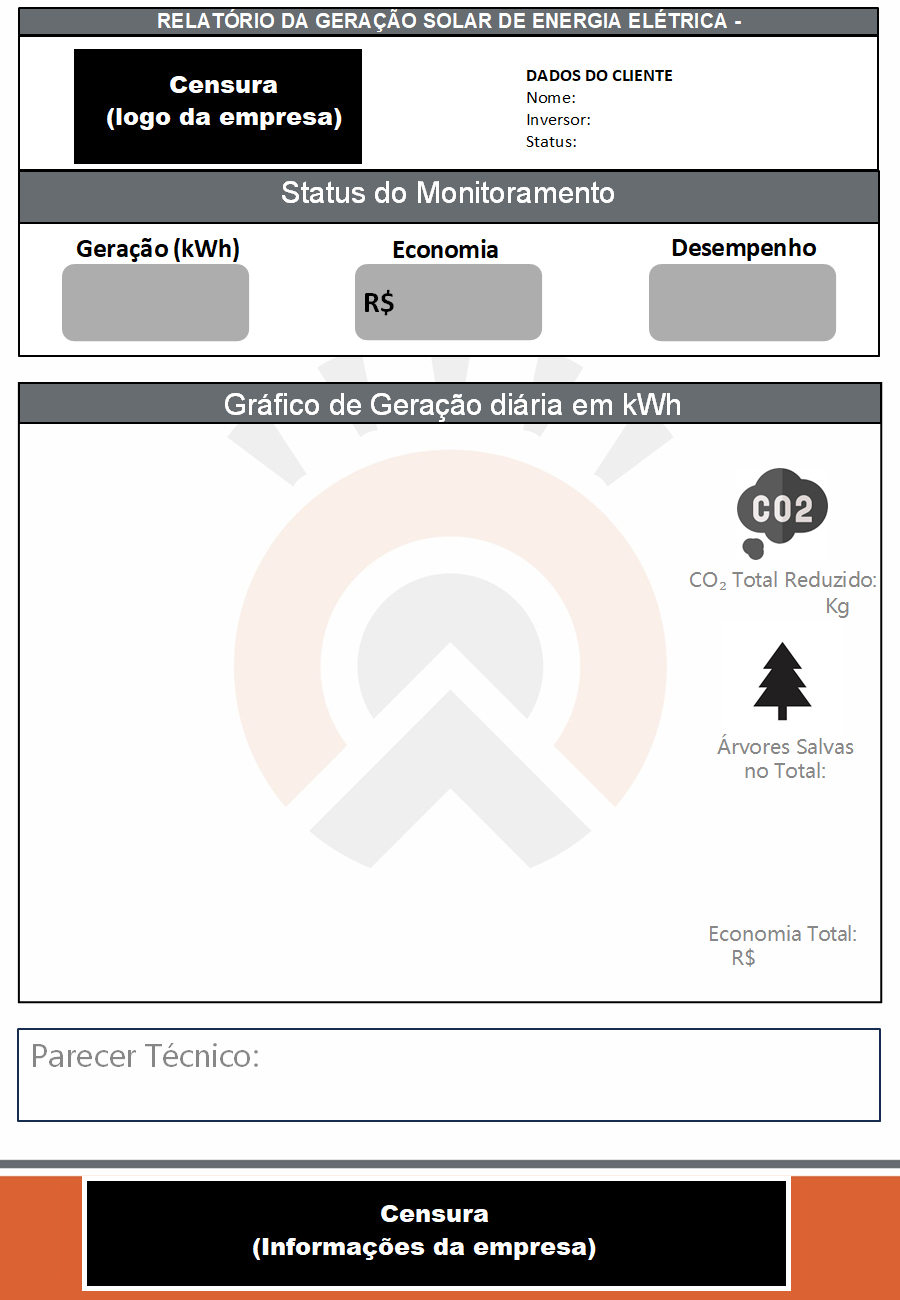 RELATÓRIO DA GERAÇÃO SOLAR DE ENERGIA ELÉTRICA -
Censura
(logo da empresa)
DADOS DO CLIENTE
Nome:
Inversor:
Status:
Status do Monitoramento
Geração (kWh)
Economia
Desempenho
R$
Gráfico de Geração diária em kWh
CO2
CO₂ Total Reduzido:
Kg
Árvores Salvas
no Total:
Economia Total:
R$
Parecer Técnico:
Censura
(Informações da empresa)